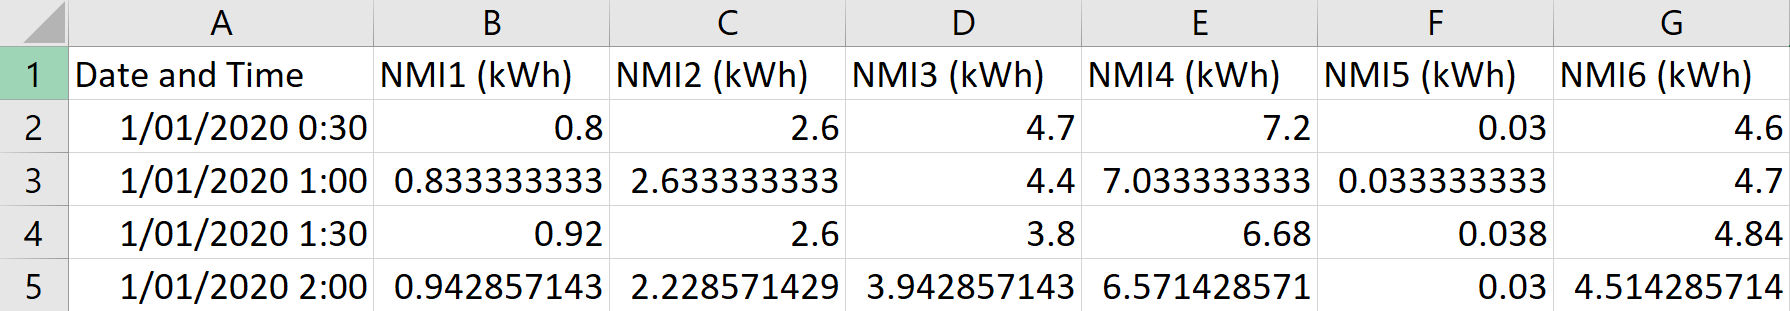 A B C D E F G
1 Date and Time NMI1 (kWh) NMI2 (kWh) NMI3 (kWh) NMI4 (kWh) NMI5 (kWh) NMI6 (kWh)
2 1/01/2020 0:30 0.8 2.6 4.7 7.2 0.03 4.6
3 1/01/2020 1:00 0.833333333 2.633333333 4.4 7.033333333 0.033333333 4.7
4 1/01/2020 1:30 0.92 2.6 3.8 6.68 0.038 4.84
5 1/01/2020 2:00 0.942857143 2.228571429 3.942857143 6.571428571 0.03 4.514285714